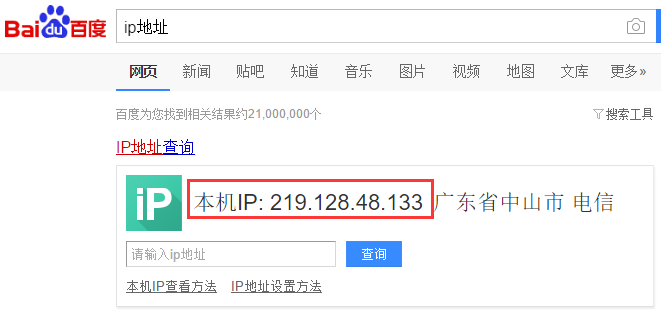 Bai du 百度 ip地址
网页 新闻 贴吧 知道 音乐 图片 视频 地图 文库 更多»
百度为您找到相关结果约21,000,000个 搜索工具
IP地址查询
iP 本机IP: 219.128.48.133 广东省中山市 电信
请输入ip地址 查询
本机IP查看方法 IP地址设置方法